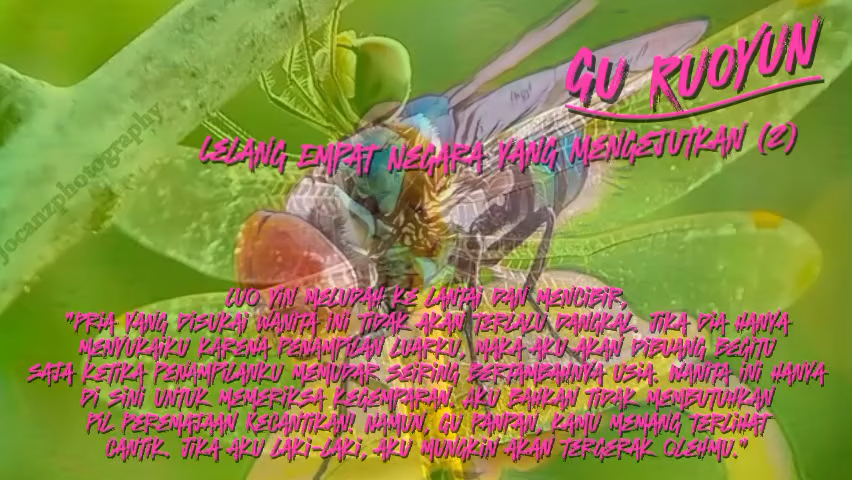 GU RUOYUN
LELANG EMPAT NEGARA YANG MENGEJUTKAN (2)
jocanzphotography
LUO YIN MELUDAH KE LANTAI DAN MENCIBIR,
"PRIA YANG DISUKAI WANITA INI TIDAK AKAN TERLALU DANGKAL. JIKA DIA HANYA
MENYUKAIKU KARENA PENAMPILAN LUARKU, MAKA AKU AKAN DIBUANG BEGITU
SAJA KETIKA PENAMPILANKU MEMUDAR SEIRING BERTAMBAHNYA USIA. WANITA INI HANYA
DI SINI UNTUK MEMERIKSA KEGEMPARAN. AKU BAHKAN TIDAK MEMBUTUHKAN
PIL PEREMAJAAN KECANTIKAN! NAMUN, GU PANPAN, KAMU MEMANG TERLIHAT
CANTIK. JIKA AKU LAKI-LAKI, AKU MUNGKIN AKAN TERGERAK OLEHMU."